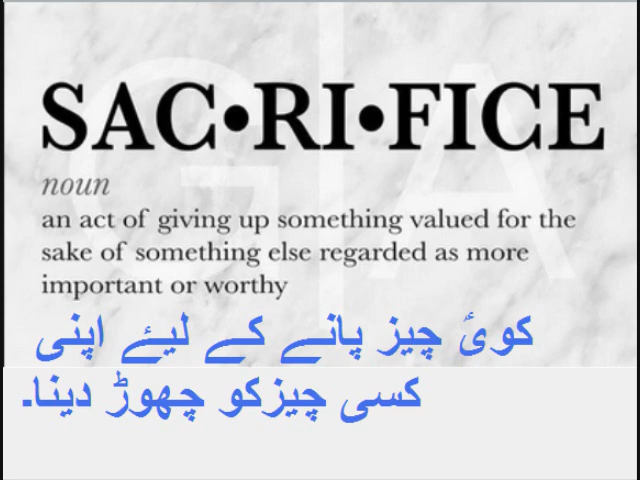 SAC•RI•FICE
noun
an act of giving up something valued for the
sake of something else regarded as more
important or worthy
کوئ چیز پانے کے لیئے اپنی
کسی چیزکو چھوڑ دینا۔